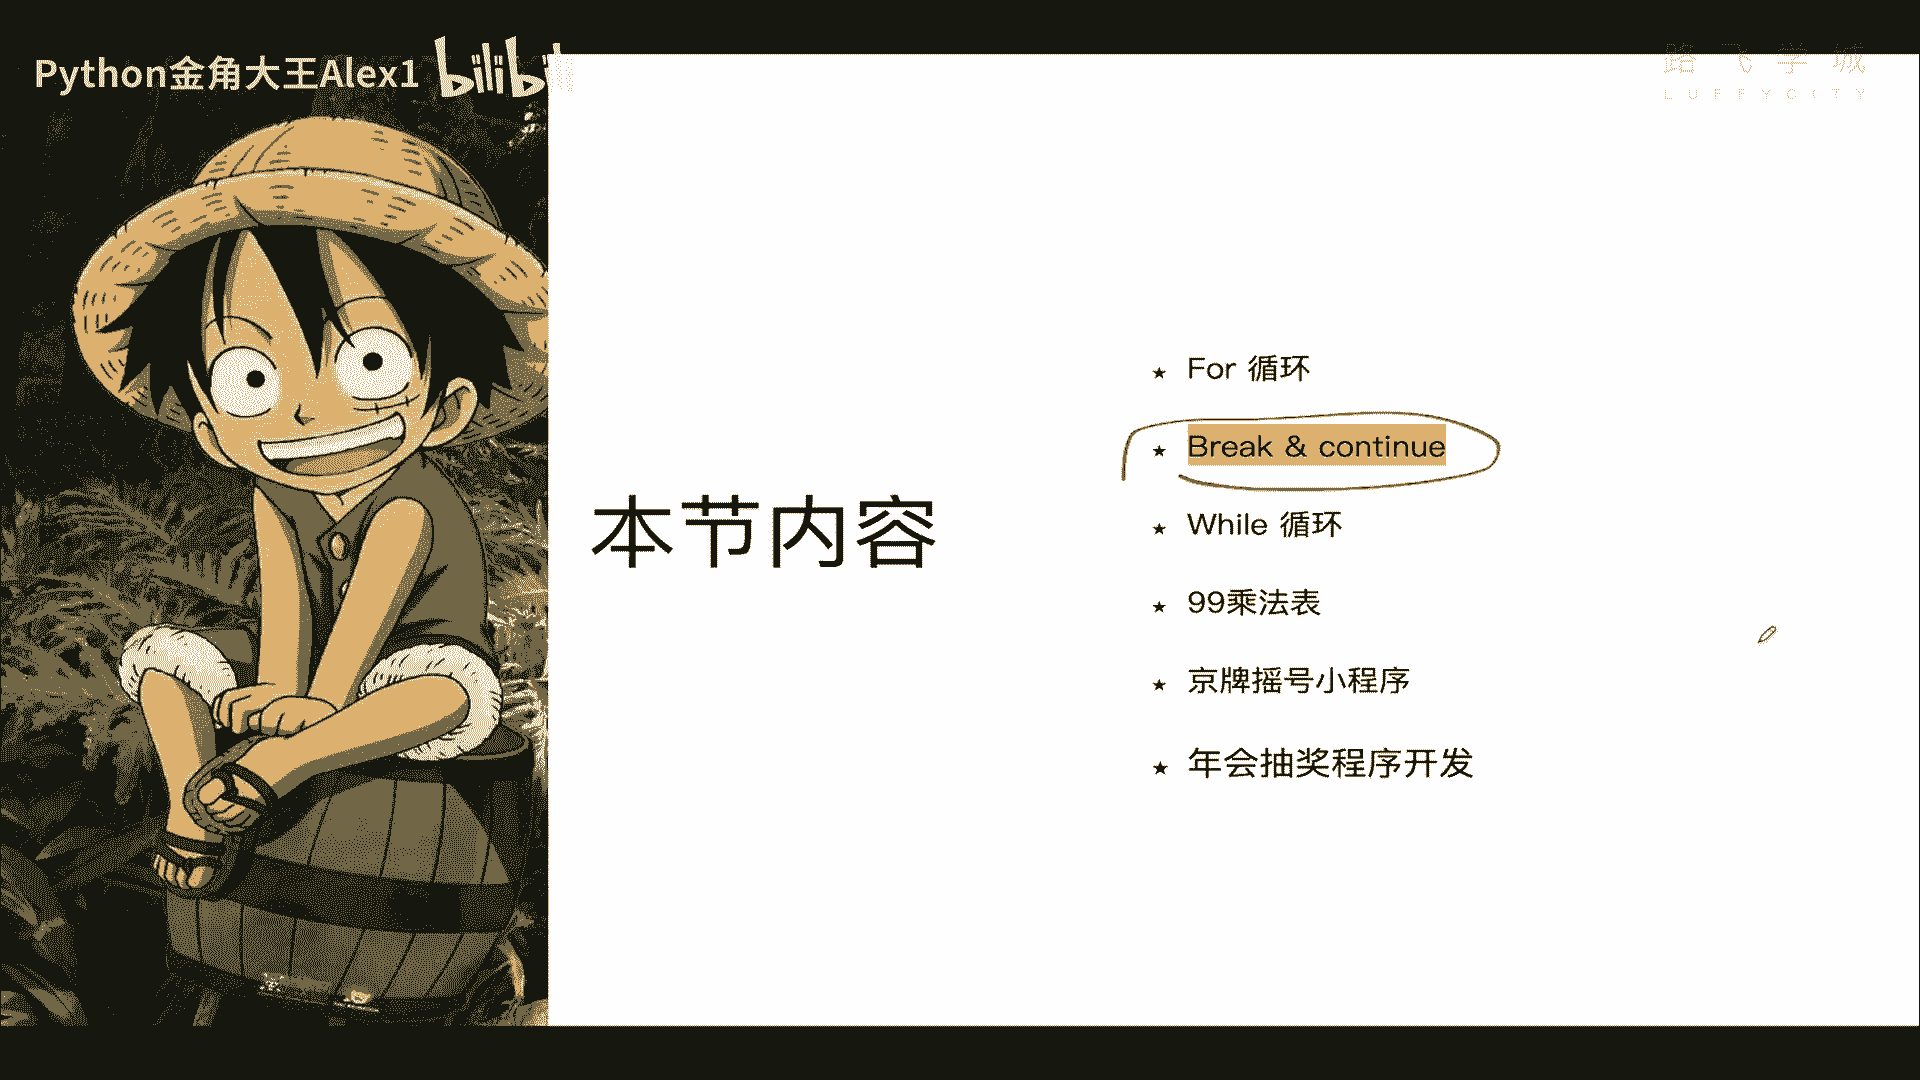 Python金角大王Alex1 bilibili
路飞学城
LUFFYCITY
本节内容
★ For 循环
★ Break & continue
★ While 循环
★ 99乘法表
★ 京牌摇号小程序
★ 年会抽奖程序开发